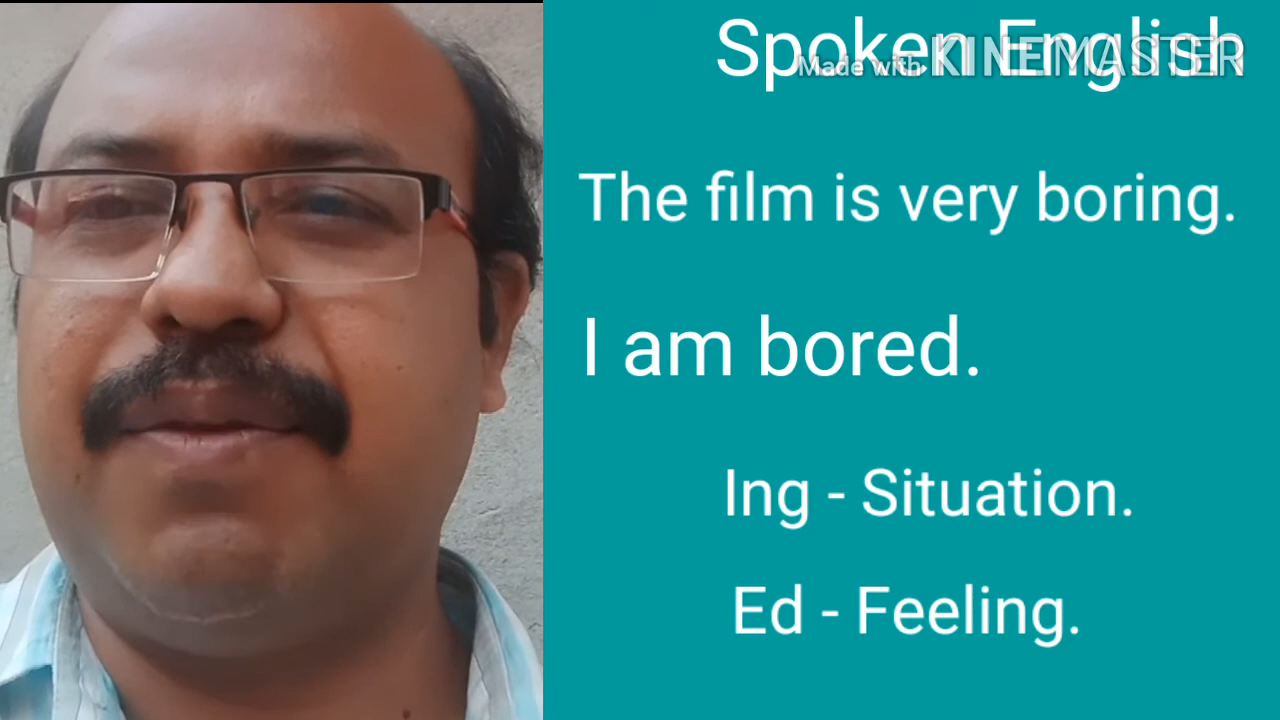 Spoken English
Made with KINEMASTER
The film is very boring.
I am bored.
Ing - Situation.
Ed - Feeling.